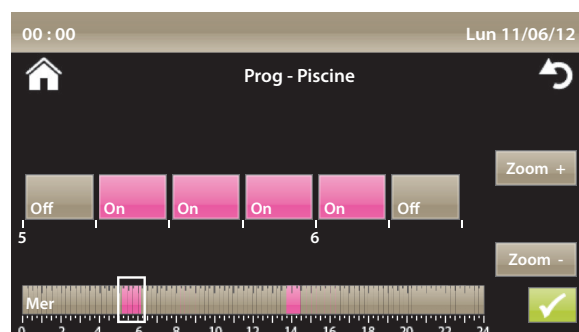 00 : 00 Lun 11/06/12
Prog - Piscine
Zoom +
Off On On On On Off
5 6
Zoom -
Mer
0 2 4 6 8 10 12 14 16 18 20 22 24